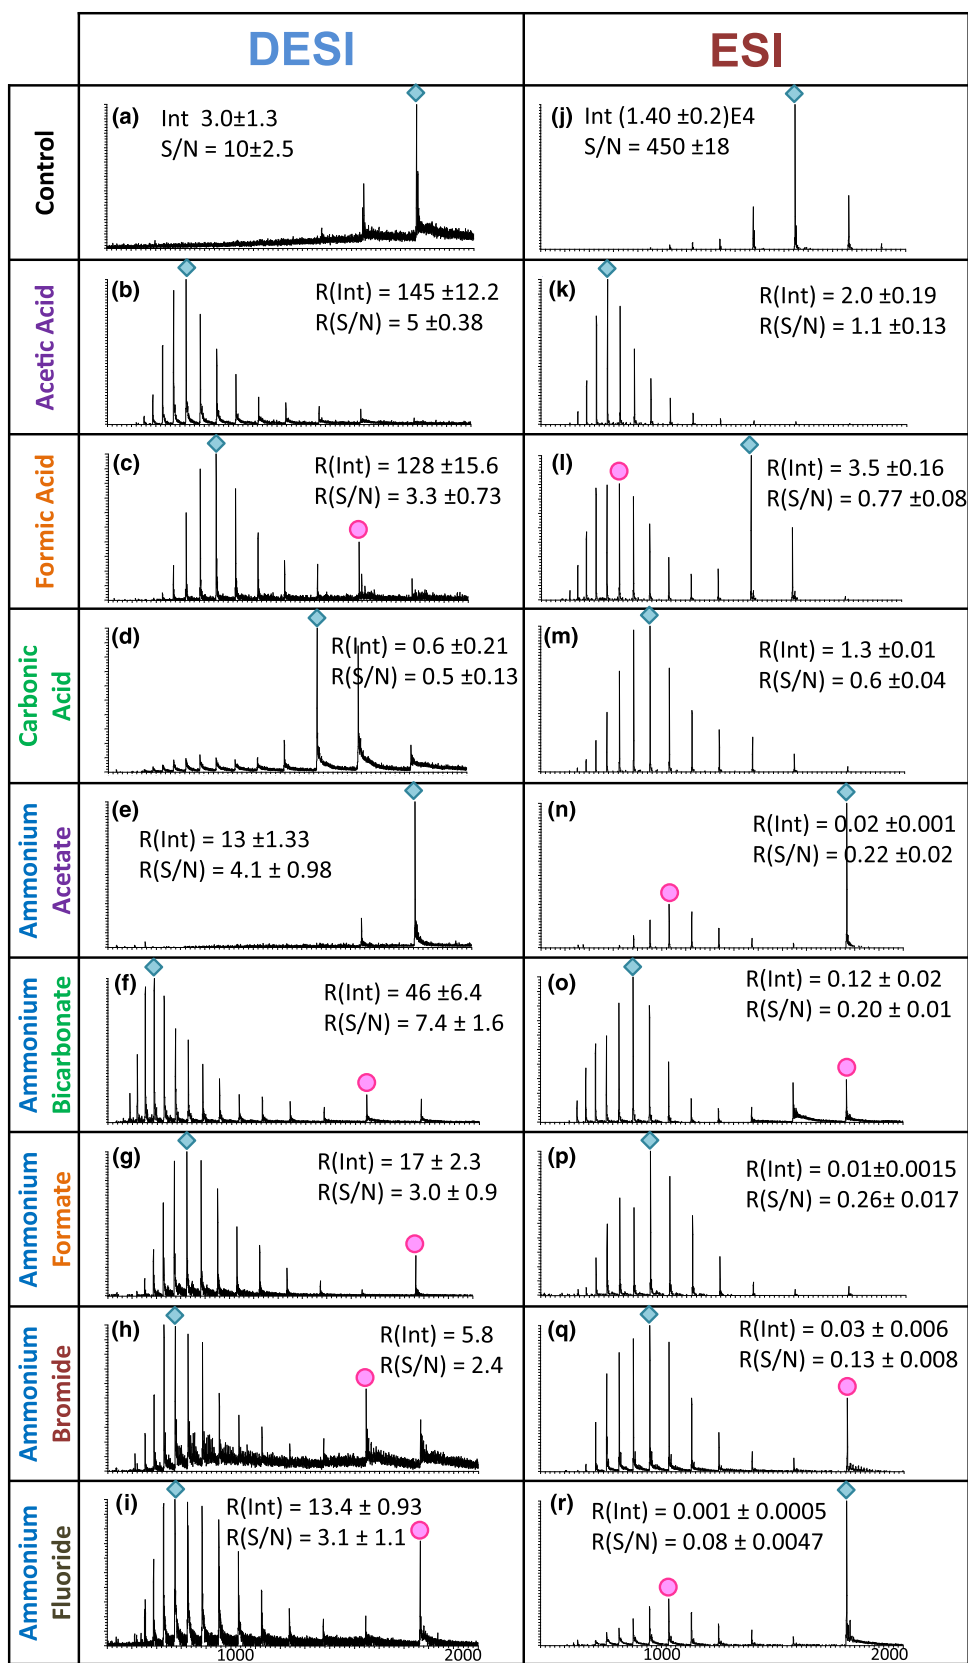 DESI
ESI
Control
(a)
Int 3.0±1.3
S/N = 10±2.5
(j)
Int (1.40 ±0.2)E4
S/N = 450 ±18
Acetic Acid
(b)
R(Int) = 145 ±12.2
R(S/N) = 5 ±0.38
(k)
R(Int) = 2.0 ±0.19
R(S/N) = 1.1 ±0.13
Formic Acid
(c)
R(Int) = 128 ±15.6
R(S/N) = 3.3 ±0.73
(l)
R(Int) = 3.5 ±0.16
R(S/N) = 0.77 ±0.08
Carbonic
Acid
(d)
R(Int) = 0.6 ±0.21
R(S/N) = 0.5 ±0.13
(m)
R(Int) = 1.3 ±0.01
R(S/N) = 0.6 ±0.04
Ammonium
Acetate
(e)
R(Int) = 13 ±1.33
R(S/N) = 4.1 ± 0.98
(n)
R(Int) = 0.02 ±0.001
R(S/N) = 0.22 ±0.02
Ammonium
Bicarbonate
(f)
R(Int) = 46 ±6.4
R(S/N) = 7.4 ± 1.6
(o)
R(Int) = 0.12 ± 0.02
R(S/N) = 0.20 ± 0.01
Ammonium
Formate
(g)
R(Int) = 17 ± 2.3
R(S/N) = 3.0 ± 0.9
(p)
R(Int) = 0.01±0.0015
R(S/N) = 0.26± 0.017
Ammonium
Bromide
(h)
R(Int) = 5.8
R(S/N) = 2.4
(q)
R(Int) = 0.03 ± 0.006
R(S/N) = 0.13 ± 0.008
Ammonium
Fluoride
(i)
R(Int) = 13.4 ± 0.93
R(S/N) = 3.1 ± 1.1
(r)
R(Int) = 0.001 ± 0.0005
R(S/N) = 0.08 ± 0.0047
1000 2000
1000 2000